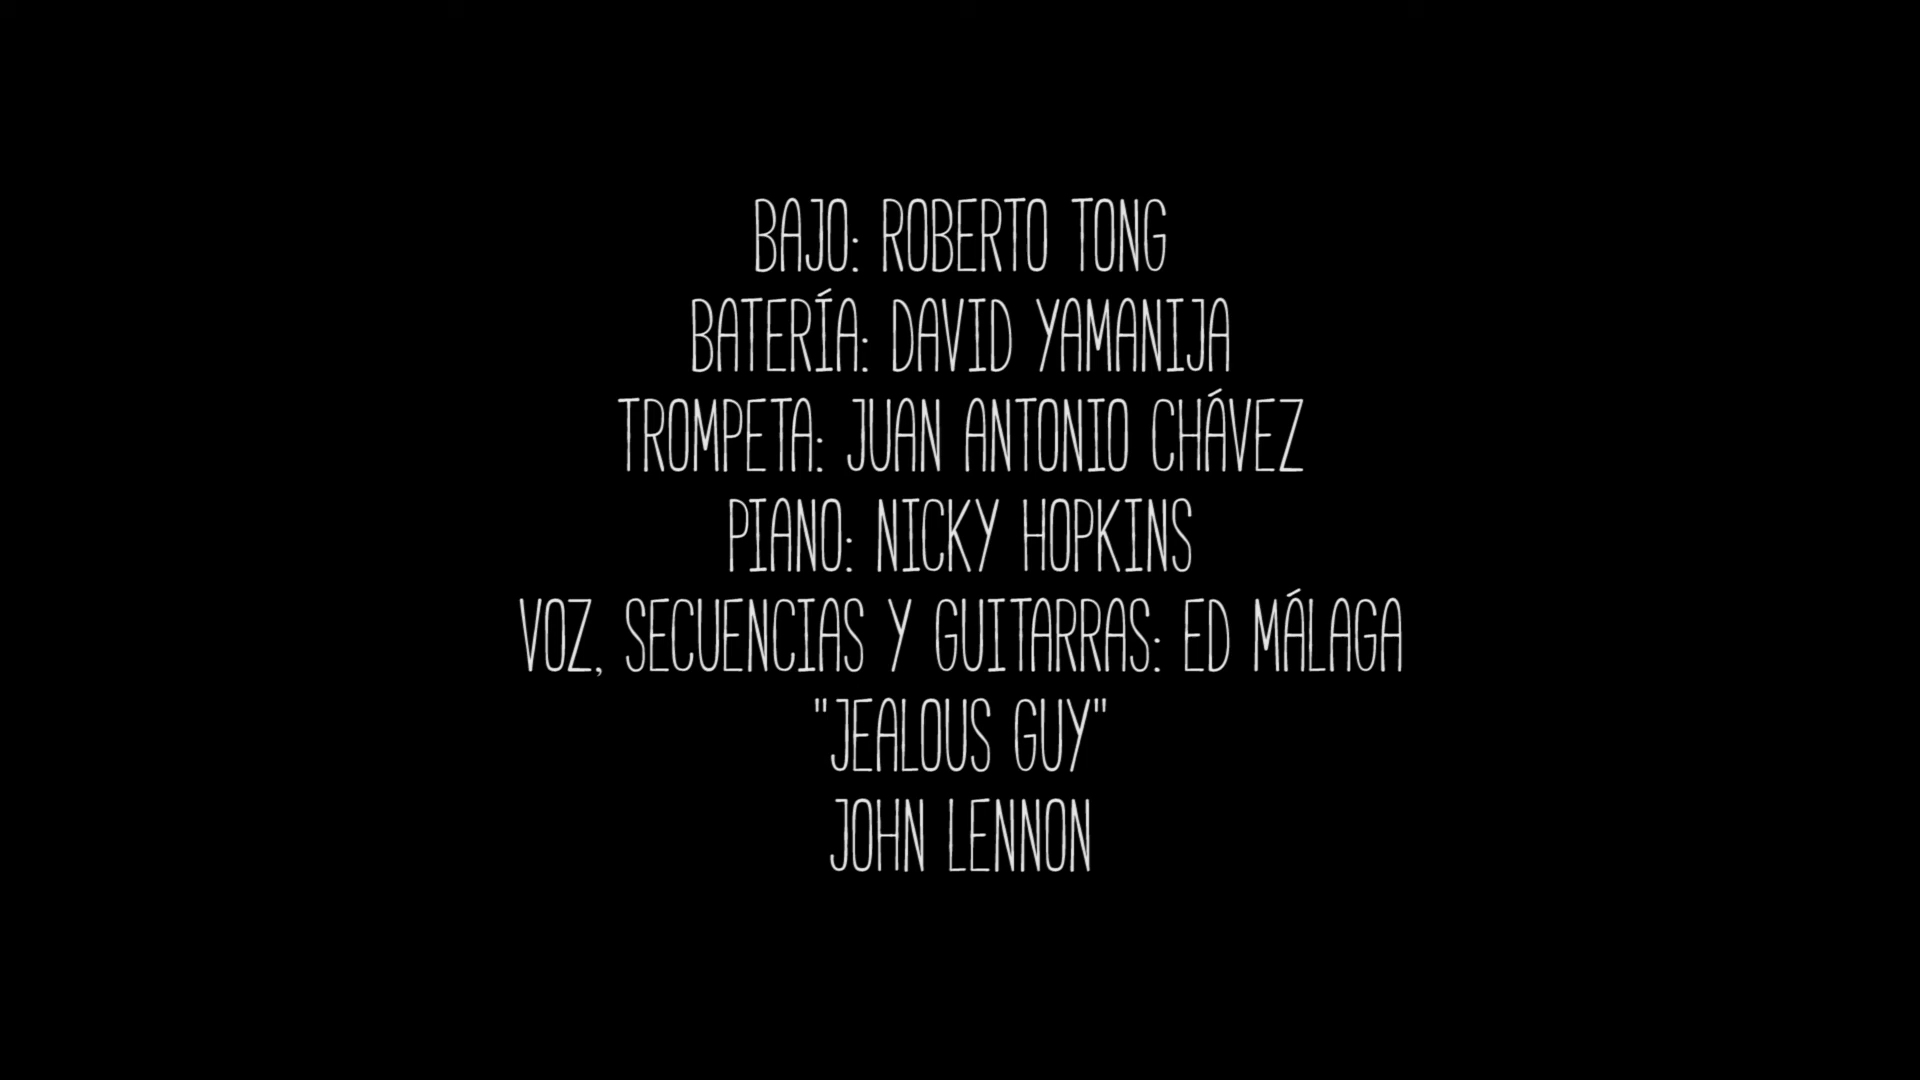 BAJO: ROBERTO TONG
BATERÍA: DAVID YAMANIJA
TROMPETA: JUAN ANTONIO CHÁVEZ
PIANO: NICKY HOPKINS
VOZ, SECUENCIAS Y GUITARRAS: ED MÁLAGA
"JEALOUS GUY"
JOHN LENNON